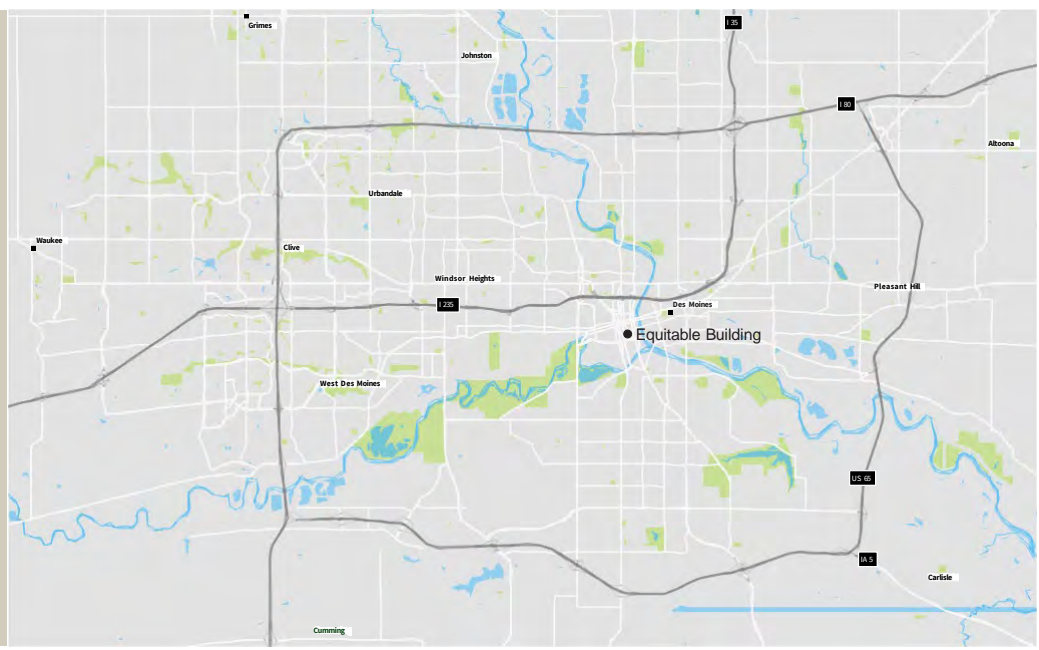 I 35
Grimes
Johnston
I 80
Altoona
Urbandale
Waukee
Clive
Windsor Heights
Pleasant Hill
I 235
Des Moines
Equitable Building
West Des Moines
US 65
IA 5
Carlisle
Cumming